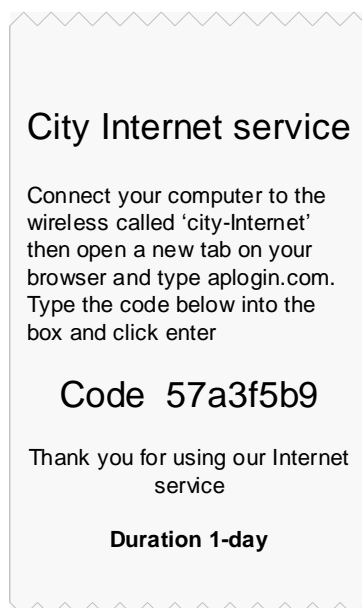 City Internet service
Connect your computer to the
wireless called ‘city-Internet’
then open a new tab on your
browser and type aplogin.com.
Type the code below into the
box and click enter
Code 57a3f5b9
Thank you for using our Internet
service
Duration 1-day